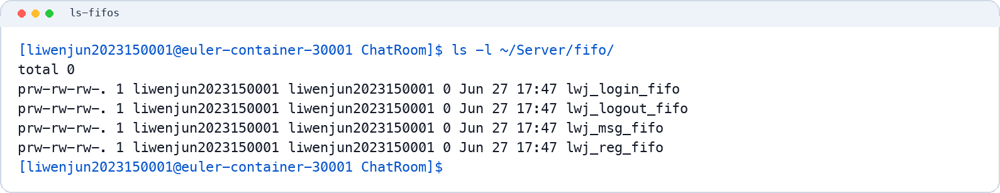 ls-fifos
[liwenjun2023150001@euler-container-30001 ChatRoom]$ ls -l ~/Server/fifo/
total 0
prw-rw-rw-. 1 liwenjun2023150001 liwenjun2023150001 0 Jun 27 17:47 lwj_login_fifo
prw-rw-rw-. 1 liwenjun2023150001 liwenjun2023150001 0 Jun 27 17:47 lwj_logout_fifo
prw-rw-rw-. 1 liwenjun2023150001 liwenjun2023150001 0 Jun 27 17:47 lwj_msg_fifo
prw-rw-rw-. 1 liwenjun2023150001 liwenjun2023150001 0 Jun 27 17:47 lwj_reg_fifo
[liwenjun2023150001@euler-container-30001 ChatRoom]$